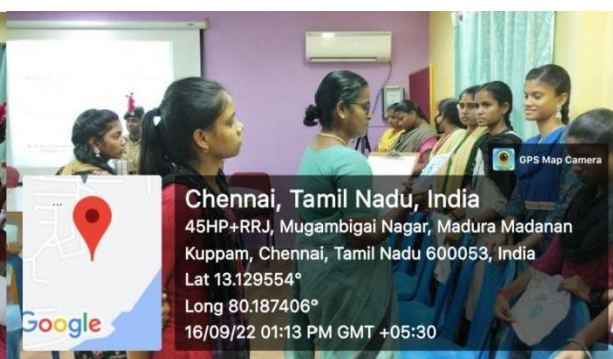 GPS Map Camera
Chennai, Tamil Nadu, India
45HP+RRJ, Mugambigai Nagar, Madura Madanan
Kuppam, Chennai, Tamil Nadu 600053, India
Lat 13.129554°
Long 80.187406°
16/09/22 01:13 PM GMT +05:30
Google